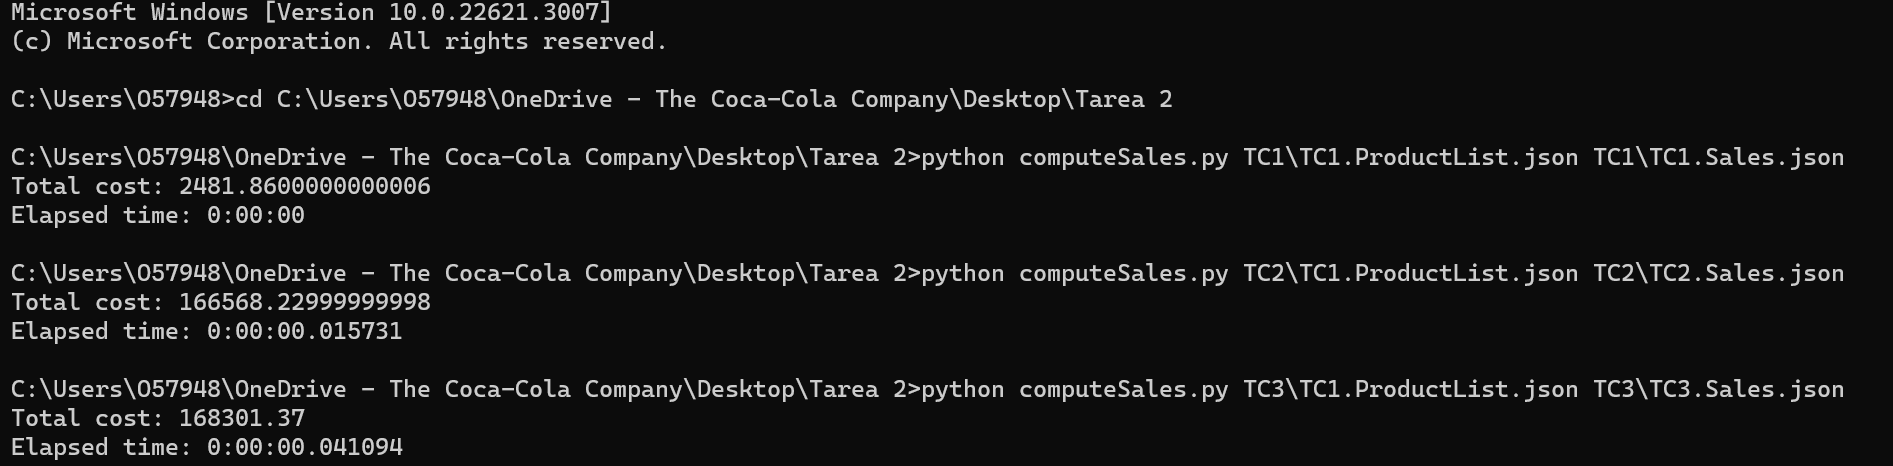 Microsoft Windows [Version 10.0.22621.3007]
(c) Microsoft Corporation. All rights reserved.
C:\Users\O57948>cd C:\Users\O57948\OneDrive - The Coca-Cola Company\Desktop\Tarea 2
C:\Users\O57948\OneDrive - The Coca-Cola Company\Desktop\Tarea 2>python computeSales.py TC1\TC1.ProductList.json TC1\TC1.Sales.json
Total cost: 2481.8600000000006
Elapsed time: 0:00:00
C:\Users\O57948\OneDrive - The Coca-Cola Company\Desktop\Tarea 2>python computeSales.py TC2\TC1.ProductList.json TC2\TC2.Sales.json
Total cost: 166568.22999999998
Elapsed time: 0:00:00.015731
C:\Users\O57948\OneDrive - The Coca-Cola Company\Desktop\Tarea 2>python computeSales.py TC3\TC1.ProductList.json TC3\TC3.Sales.json
Total cost: 168301.37
Elapsed time: 0:00:00.041094